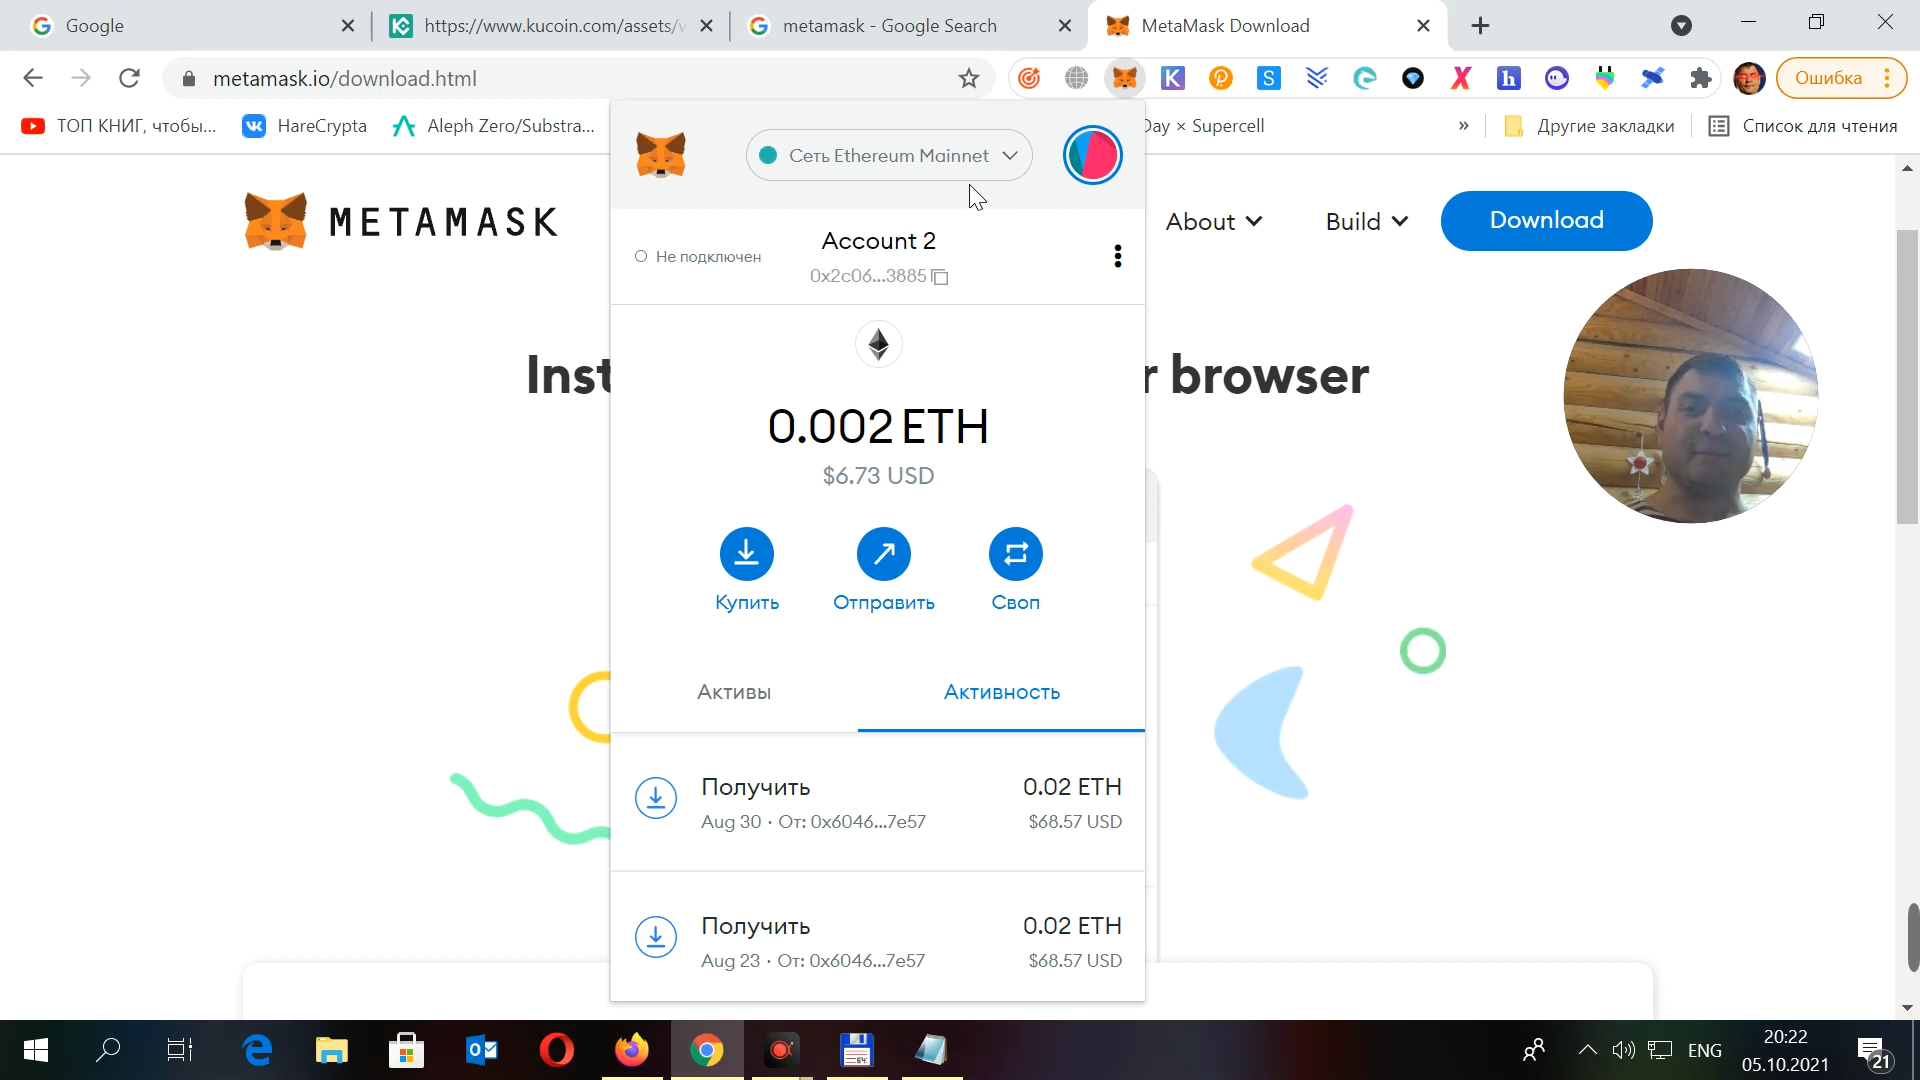 Google
https://www.kucoin.com/assets/v
metamask - Google Search
MetaMask Download
metamask.io/download.html
Ошибка
ТОП КНИГ, чтобы...
HareCrypta
Aleph Zero/Substra...
Day × Supercell
»
Другие закладки
Список для чтения
METAMASK
About
Build
Download
Сеть Ethereum Mainnet
Не подключен
Account 2
0x2c06...3885
Inst
r browser
0.002 ETH
$6.73 USD
Купить
Отправить
Своп
Активы
Активность
Получить
0.02 ETH
Aug 30 · От: 0x6046...7e57
$68.57 USD
Получить
0.02 ETH
Aug 23 · От: 0x6046...7e57
$68.57 USD
ENG
20:22
05.10.2021
21